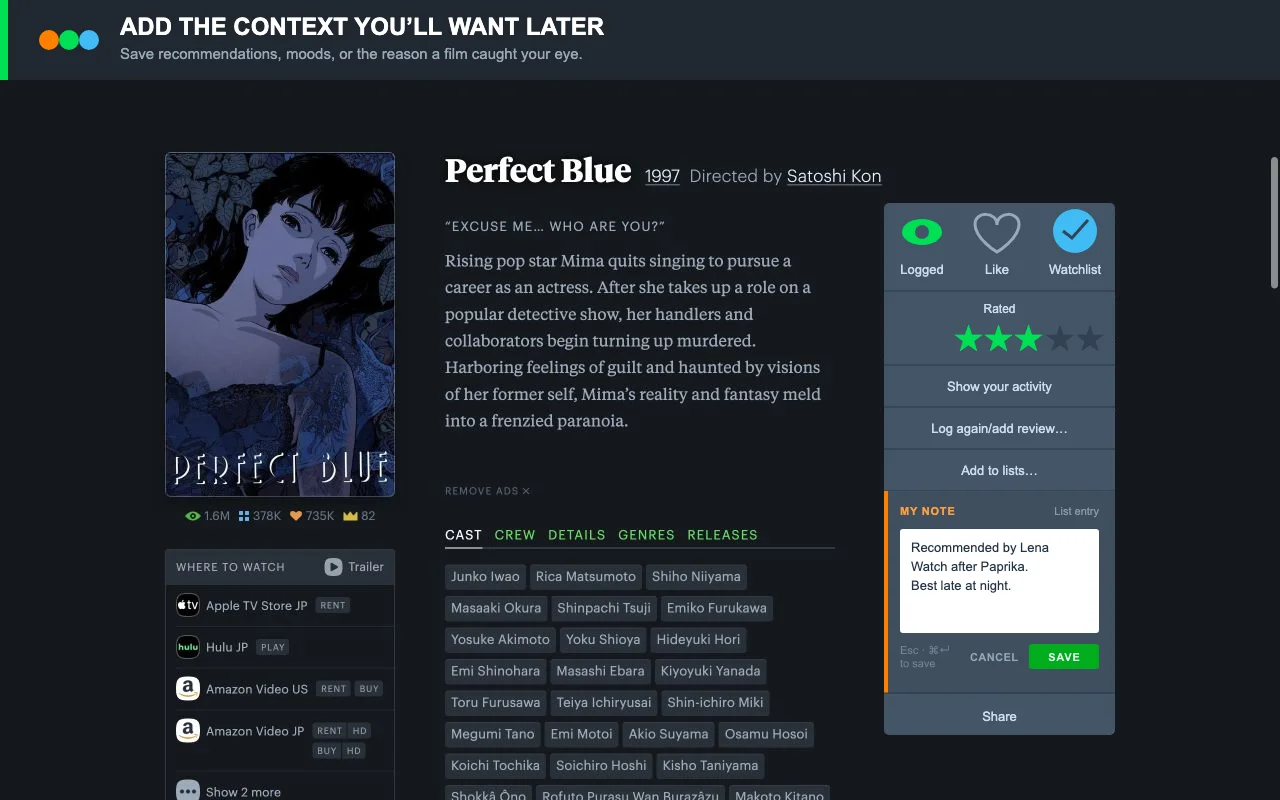 ADD THE CONTEXT YOU’LL WANT LATER
Save recommendations, moods, or the reason a film caught your eye.
PERFECT BLUE
1.6M 378K 735K 82
WHERE TO WATCH Trailer
tv Apple TV Store JP RENT
hulu Hulu JP PLAY
a Amazon Video US RENT BUY
a Amazon Video JP RENT HD
BUY HD
Show 2 more
Perfect Blue 1997 Directed by Satoshi Kon
“EXCUSE ME… WHO ARE YOU?”
Rising pop star Mima quits singing to pursue a
career as an actress. After she takes up a role on a
popular detective show, her handlers and
collaborators begin turning up murdered.
Harboring feelings of guilt and haunted by visions
of her former self, Mima’s reality and fantasy meld
into a frenzied paranoia.
REMOVE ADS ×
CAST CREW DETAILS GENRES RELEASES
Junko Iwao Rica Matsumoto Shiho Niiyama
Masaaki Okura Shinpachi Tsuji Emiko Furukawa
Yosuke Akimoto Yoku Shioya Hideyuki Hori
Emi Shinohara Masashi Ebara Kiyoyuki Yanada
Toru Furusawa Teiya Ichiryusai Shin-ichiro Miki
Megumi Tano Emi Motoi Akio Suyama Osamu Hosoi
Koichi Tochika Soichiro Hoshi Kisho Taniyama
Shokkâ Ôno Rofuto Purasu Wan Burazâzu Makoto Kitano
Logged Like Watchlist
Rated
Show your activity
Log again/add review…
Add to lists…
MY NOTE List entry
Recommended by Lena
Watch after Paprika.
Best late at night.
Esc · ⌘↵
to save
CANCEL SAVE
Share